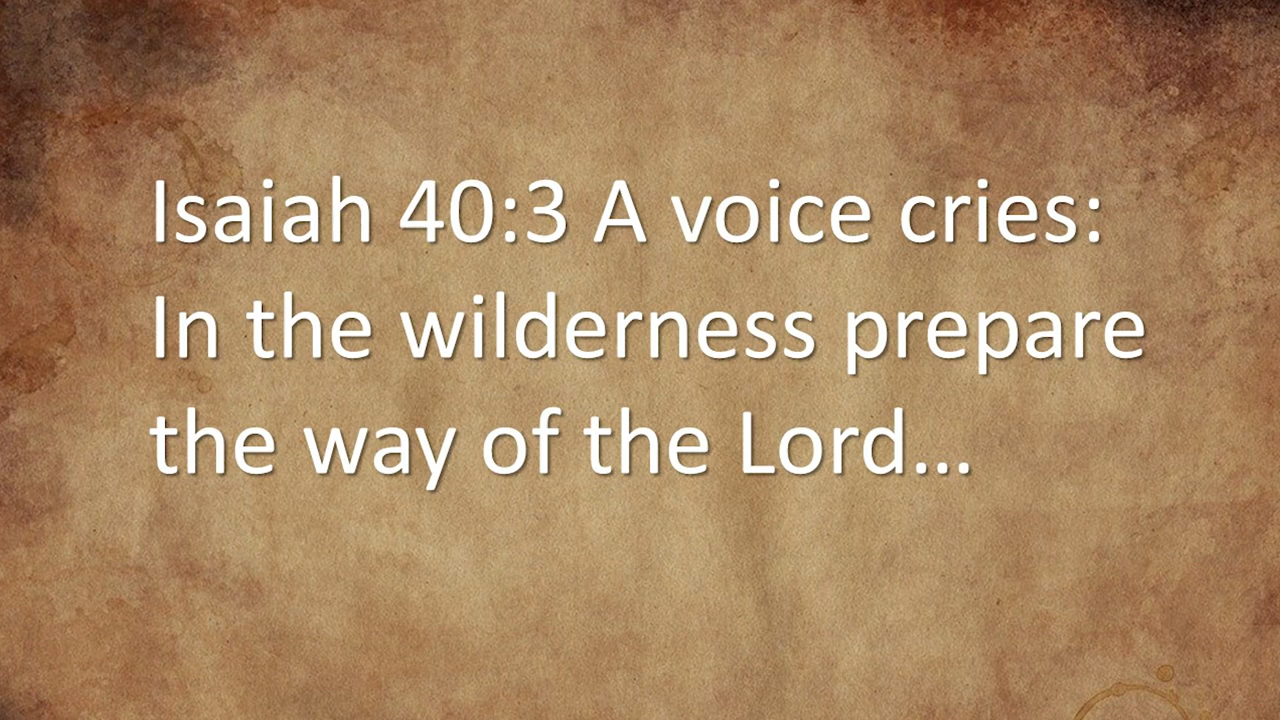 Isaiah 40:3 A voice cries:
In the wilderness prepare
the way of the Lord…